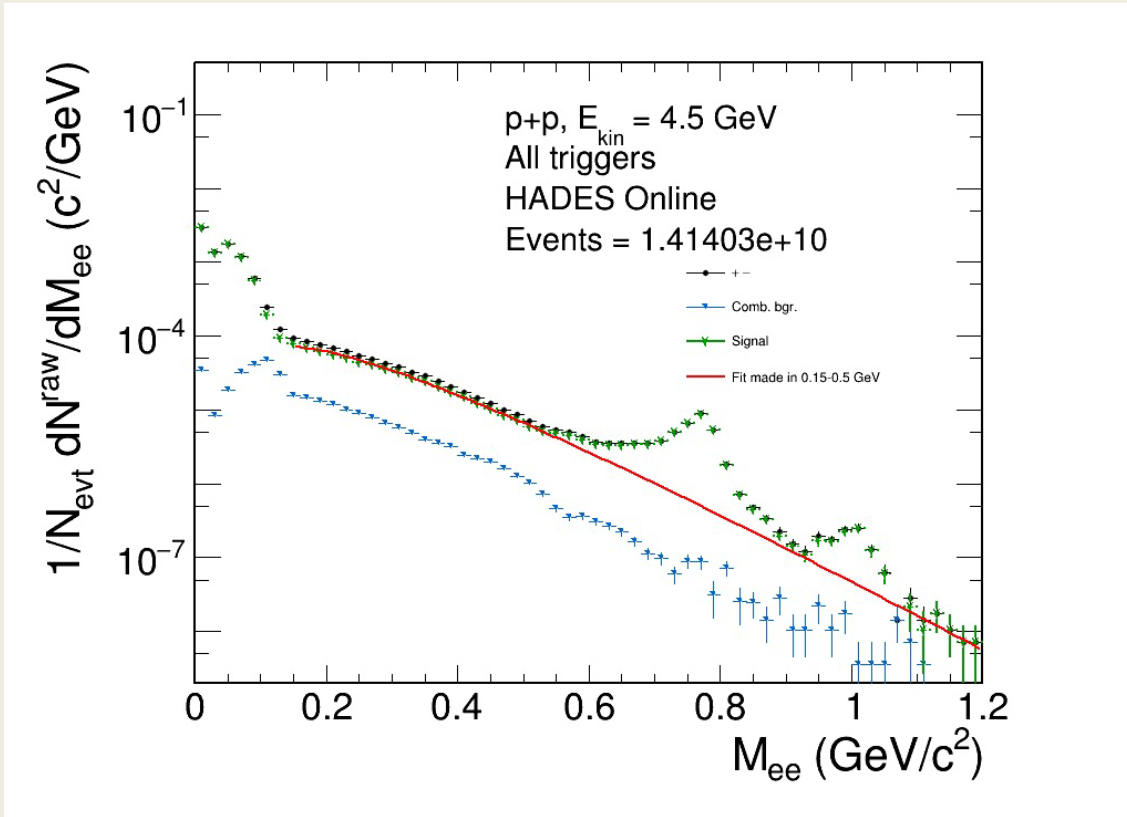 1/N_evt dN^raw/dM_ee (c²/GeV)
10⁻¹
10⁻⁴
10⁻⁷
p+p, E_kin = 4.5 GeV
All triggers
HADES Online
Events = 1.41403e+10
+ −
Comb. bgr.
Signal
Fit made in 0.15-0.5 GeV
0 0.2 0.4 0.6 0.8 1 1.2
M_ee (GeV/c²)